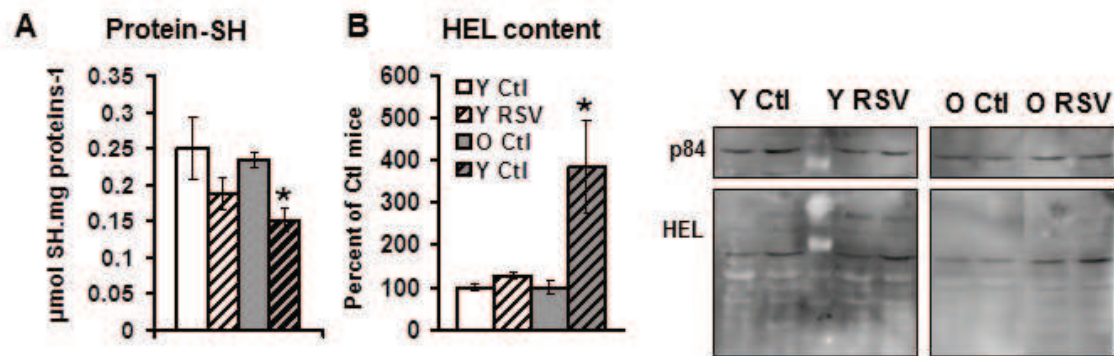 A Protein-SH
µmol SH.mg proteins-1
0.35
0.3
0.25
0.2
0.15
0.1
0.05
0
*
B HEL content
Percent of Ctl mice
600
500
400
300
200
100
0
Y Ctl
Y RSV
O Ctl
Y Ctl
*
Y Ctl Y RSV O Ctl O RSV
p84
HEL